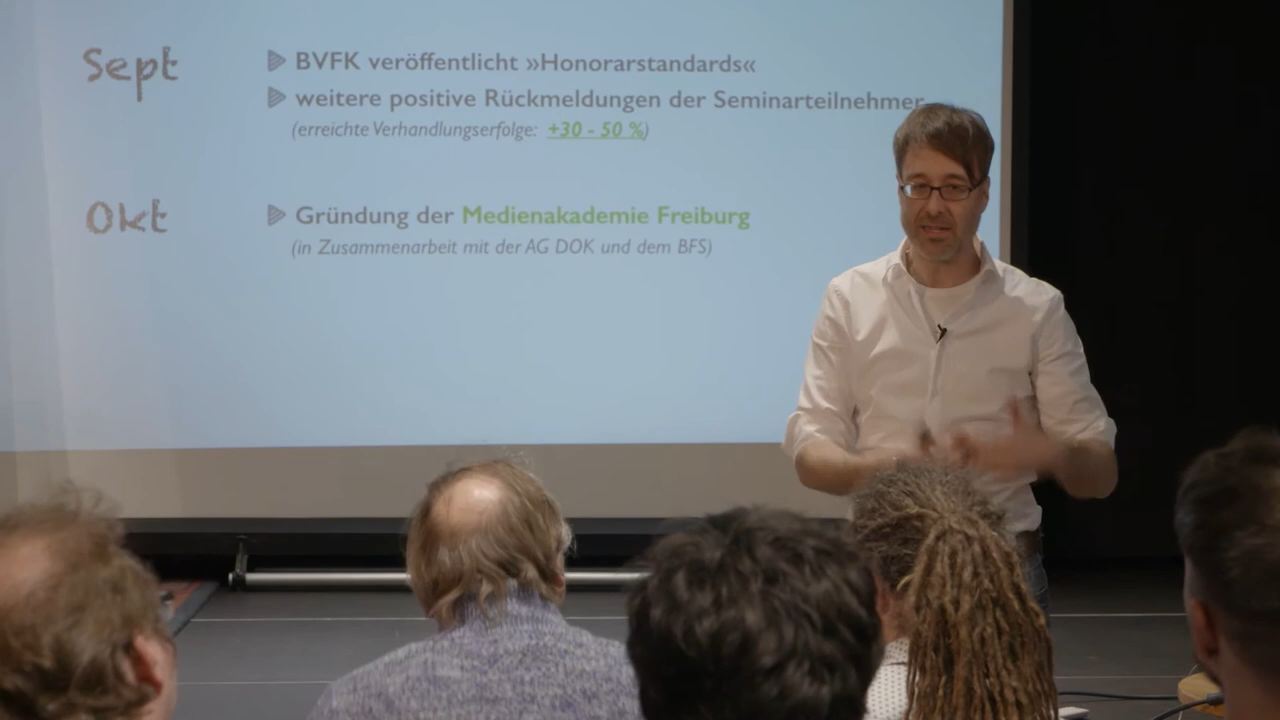 Sept
BVFK veröffentlicht »Honorarstandards«
weitere positive Rückmeldungen der Seminarteilnehmer
(erreichte Verhandlungserfolge: +30 - 50 %)
Okt
Gründung der Medienakademie Freiburg
(in Zusammenarbeit mit der AG DOK und dem BFS)